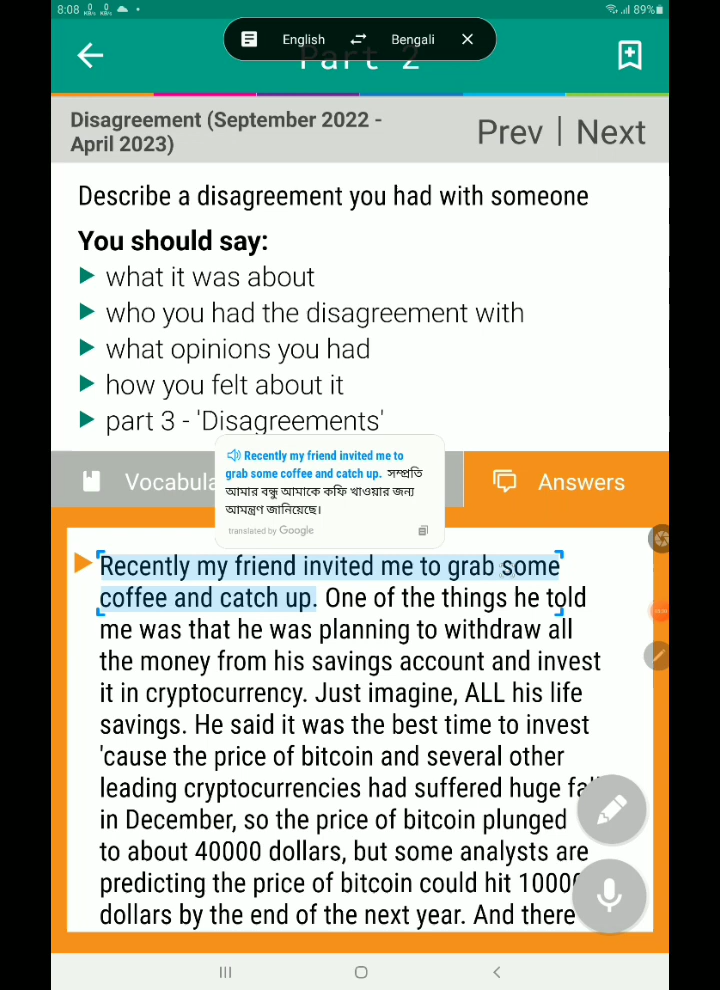 8:08
89%
English
Bengali
Part 2
Disagreement (September 2022 -
April 2023)
Prev | Next
Describe a disagreement you had with someone
You should say:
what it was about
who you had the disagreement with
what opinions you had
how you felt about it
part 3 - 'Disagreements'
Recently my friend invited me to
grab some coffee and catch up. সম্প্রতি
আমার বন্ধু আমাকে কফি খাওয়ার জন্য
আমন্ত্রণ জানিয়েছে।
translated by Google
Answers
Recently my friend invited me to grab some
coffee and catch up. One of the things he told
me was that he was planning to withdraw all
the money from his savings account and invest
it in cryptocurrency. Just imagine, ALL his life
savings. He said it was the best time to invest
'cause the price of bitcoin and several other
leading cryptocurrencies had suffered huge
in December, so the price of bitcoin plunged
to about 40000 dollars, but some analysts are
predicting the price of bitcoin could hit
dollars by the end of the next year. And there